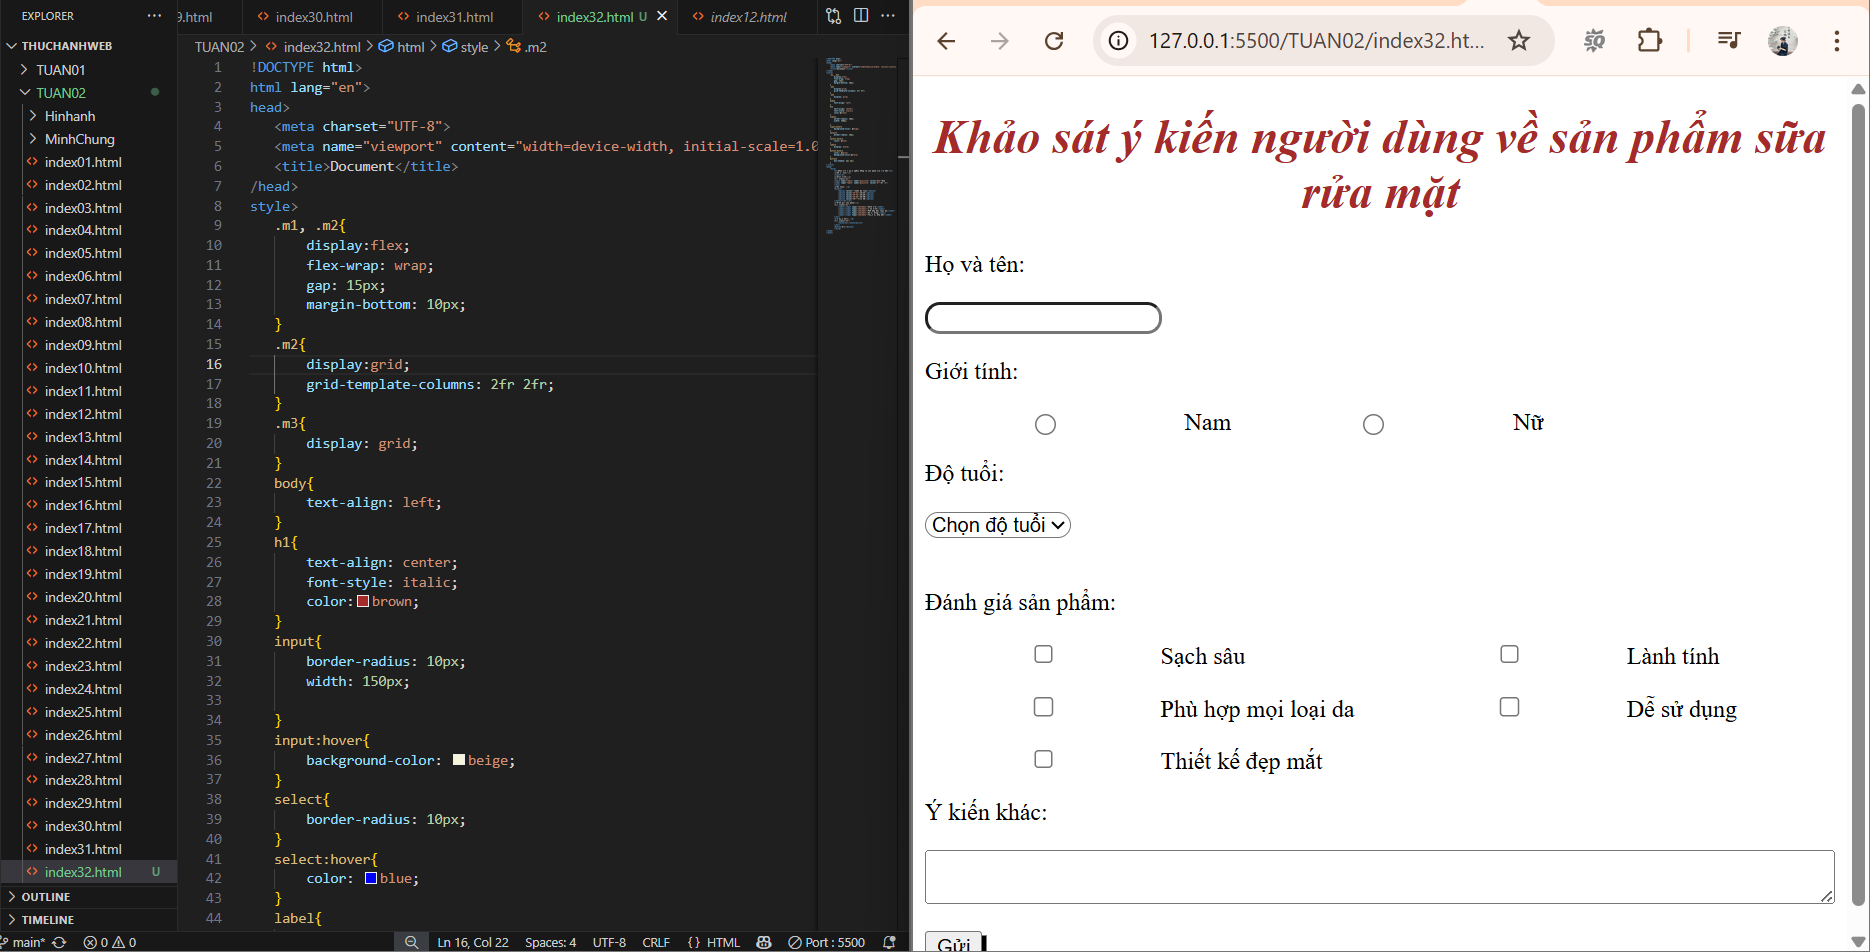 EXPLORER
THUCHANHWEB
TUAN01
TUAN02
Hinhanh
MinhChung
index01.html
index02.html
index03.html
index04.html
index05.html
index06.html
index07.html
index08.html
index09.html
index10.html
index11.html
index12.html
index13.html
index14.html
index15.html
index16.html
index17.html
index18.html
index19.html
index20.html
index21.html
index22.html
index23.html
index24.html
index25.html
index26.html
index27.html
index28.html
index29.html
index30.html
index31.html
index32.html U
OUTLINE
TIMELINE
9.html index30.html index31.html index32.html U index12.html
TUAN02 > index32.html > html > style > .m2
1 !DOCTYPE html>
2 html lang="en">
3 head>
4 <meta charset="UTF-8">
5 <meta name="viewport" content="width=device-width, initial-scale=1.0
6 <title>Document</title>
7 /head>
8 style>
9 .m1, .m2{
10 display:flex;
11 flex-wrap: wrap;
12 gap: 15px;
13 margin-bottom: 10px;
14 }
15 .m2{
16 display:grid;
17 grid-template-columns: 2fr 2fr;
18 }
19 .m3{
20 display: grid;
21 }
22 body{
23 text-align: left;
24 }
25 h1{
26 text-align: center;
27 font-style: italic;
28 color: brown;
29 }
30 input{
31 border-radius: 10px;
32 width: 150px;
33
34 }
35 input:hover{
36 background-color: beige;
37 }
38 select{
39 border-radius: 10px;
40 }
41 select:hover{
42 color: blue;
43 }
44 label{
main* 0 0 Ln 16, Col 22 Spaces: 4 UTF-8 CRLF {} HTML Port : 5500
127.0.0.1:5500/TUAN02/index32.ht...
Khảo sát ý kiến người dùng về sản phẩm sữa
rửa mặt
Họ và tên:
Giới tính:
Nam Nữ
Độ tuổi:
Chọn độ tuổi
Đánh giá sản phẩm:
Sạch sâu Lành tính
Phù hợp mọi loại da Dễ sử dụng
Thiết kế đẹp mắt
Ý kiến khác:
Gửi